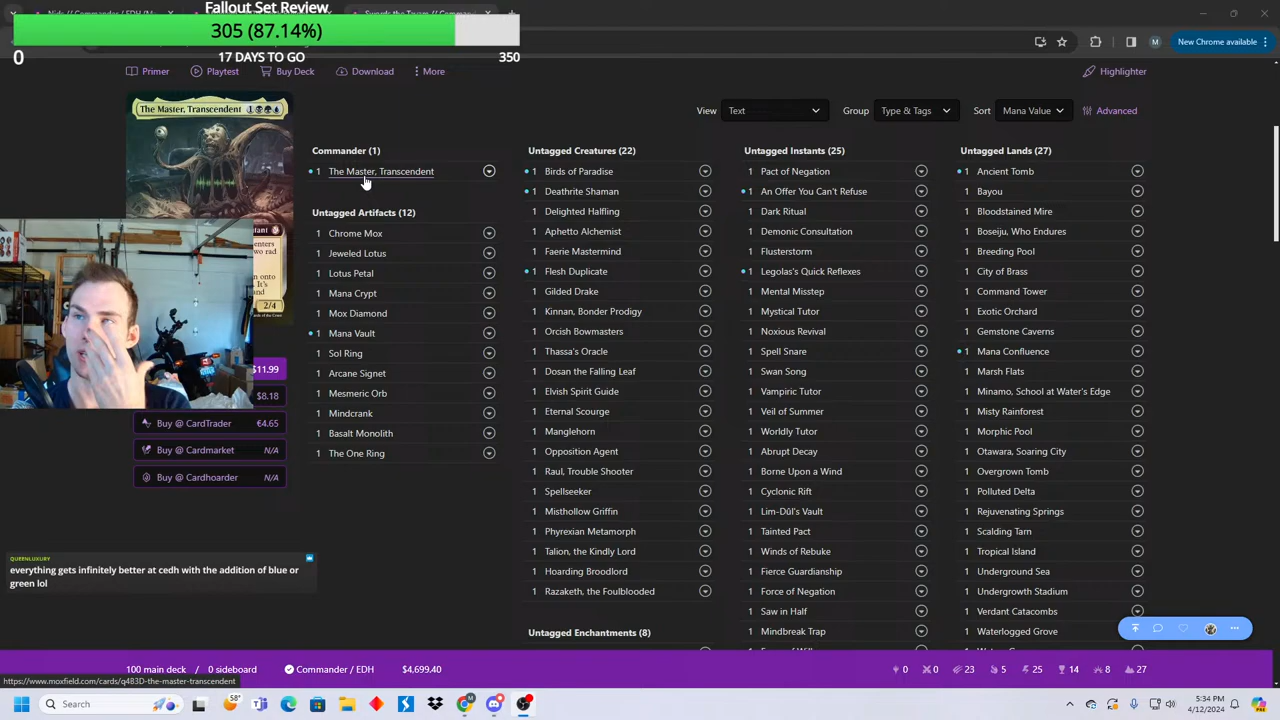 Nids // Commander / EDH (M
Swords the Tavern // Comman
Fallout Set Review
305 (87.14%)
0
17 DAYS TO GO
350
New Chrome available
Primer
Playtest
Buy Deck
Download
More
Highlighter
The Master, Transcendent
View
Text
Group
Type & Tags
Sort
Mana Value
Advanced
2/4
$11.99
$8.18
Buy @ CardTrader €4.65
Buy @ Cardmarket N/A
Buy @ Cardhoarder N/A
QUEENLUXURY
everything gets infinitely better at cedh with the addition of blue or
green lol
Commander (1)
1 The Master, Transcendent
Untagged Artifacts (12)
1 Chrome Mox
1 Jeweled Lotus
1 Lotus Petal
1 Mana Crypt
1 Mox Diamond
1 Mana Vault
1 Sol Ring
1 Arcane Signet
1 Mesmeric Orb
1 Mindcrank
1 Basalt Monolith
1 The One Ring
Untagged Creatures (22)
1 Birds of Paradise
1 Deathrite Shaman
1 Delighted Halfling
1 Aphetto Alchemist
1 Faerie Mastermind
1 Flesh Duplicate
1 Gilded Drake
1 Kinnan, Bonder Prodigy
1 Orcish Bowmasters
1 Thassa's Oracle
1 Dosan the Falling Leaf
1 Elvish Spirit Guide
1 Eternal Scourge
1 Manglehorn
1 Opposition Agent
1 Raul, Trouble Shooter
1 Spellseeker
1 Misthollow Griffin
1 Phyrexian Metamorph
1 Talion, the Kindly Lord
1 Hoarding Broodlord
1 Razaketh, the Foulblooded
Untagged Enchantments (8)
Untagged Instants (25)
1 Pact of Negation
1 An Offer You Can't Refuse
1 Dark Ritual
1 Demonic Consultation
1 Flusterstorm
1 Legolas's Quick Reflexes
1 Mental Misstep
1 Mystical Tutor
1 Noxious Revival
1 Spell Snare
1 Swan Song
1 Vampiric Tutor
1 Veil of Summer
1 Worldly Tutor
1 Abrupt Decay
1 Borne Upon a Wind
1 Cyclonic Rift
1 Lim-Dûl's Vault
1 Tainted Pact
1 Winds of Rebuke
1 Fierce Guardianship
1 Force of Negation
1 Saw in Half
1 Mindbreak Trap
Untagged Lands (27)
1 Ancient Tomb
1 Bayou
1 Bloodstained Mire
1 Boseiju, Who Endures
1 Breeding Pool
1 City of Brass
1 Command Tower
1 Exotic Orchard
1 Gemstone Caverns
1 Mana Confluence
1 Marsh Flats
1 Minamo, School at Water's Edge
1 Misty Rainforest
1 Morphic Pool
1 Otawara, Soaring City
1 Overgrown Tomb
1 Polluted Delta
1 Rejuvenating Springs
1 Scalding Tarn
1 Tropical Island
1 Underground Sea
1 Undergrowth Stadium
1 Verdant Catacombs
1 Waterlogged Grove
100 main deck / 0 sideboard
Commander / EDH
$4,699.40
0 0 23 5 25 14 8 27
https://www.moxfield.com/cards/q483D-the-master-transcendent
Search
58°
5:34 PM
4/12/2024